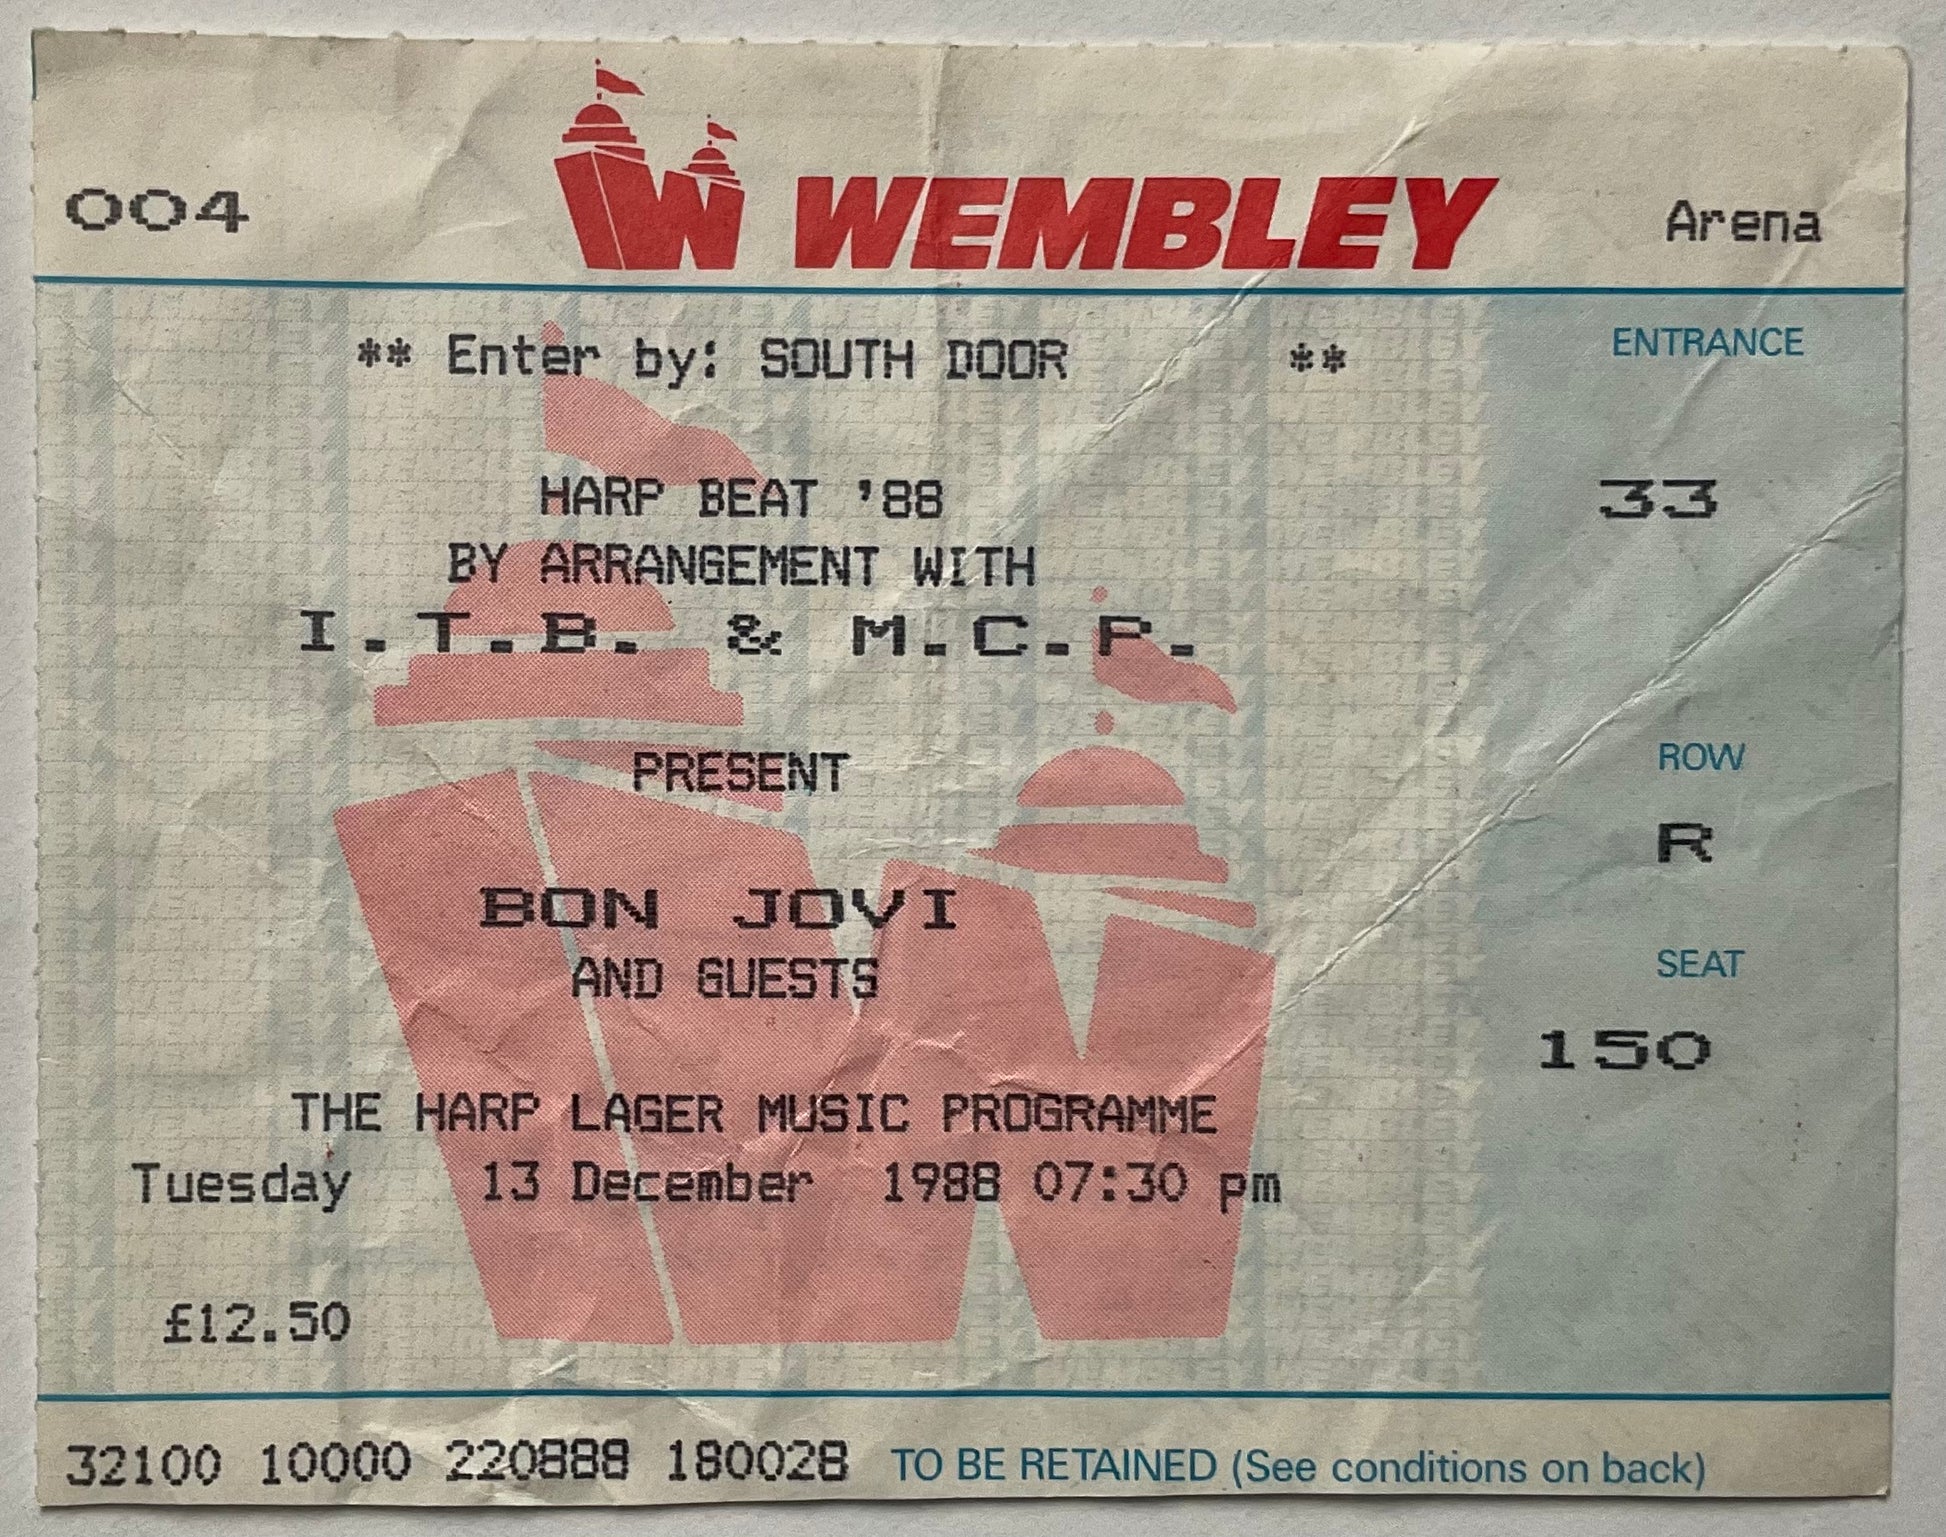 004 WEMBLEY Arena
** Enter by: SOUTH DOOR **
ENTRANCE
33
HARP BEAT '88
BY ARRANGEMENT WITH
I.T.B. & M.C.P.
PRESENT
ROW
R
BON JOVI
AND GUESTS
SEAT
150
THE HARP LAGER MUSIC PROGRAMME
Tuesday 13 December 1988 07:30 pm
£12.50
32100 10000 220888 180028 TO BE RETAINED (See conditions on back)